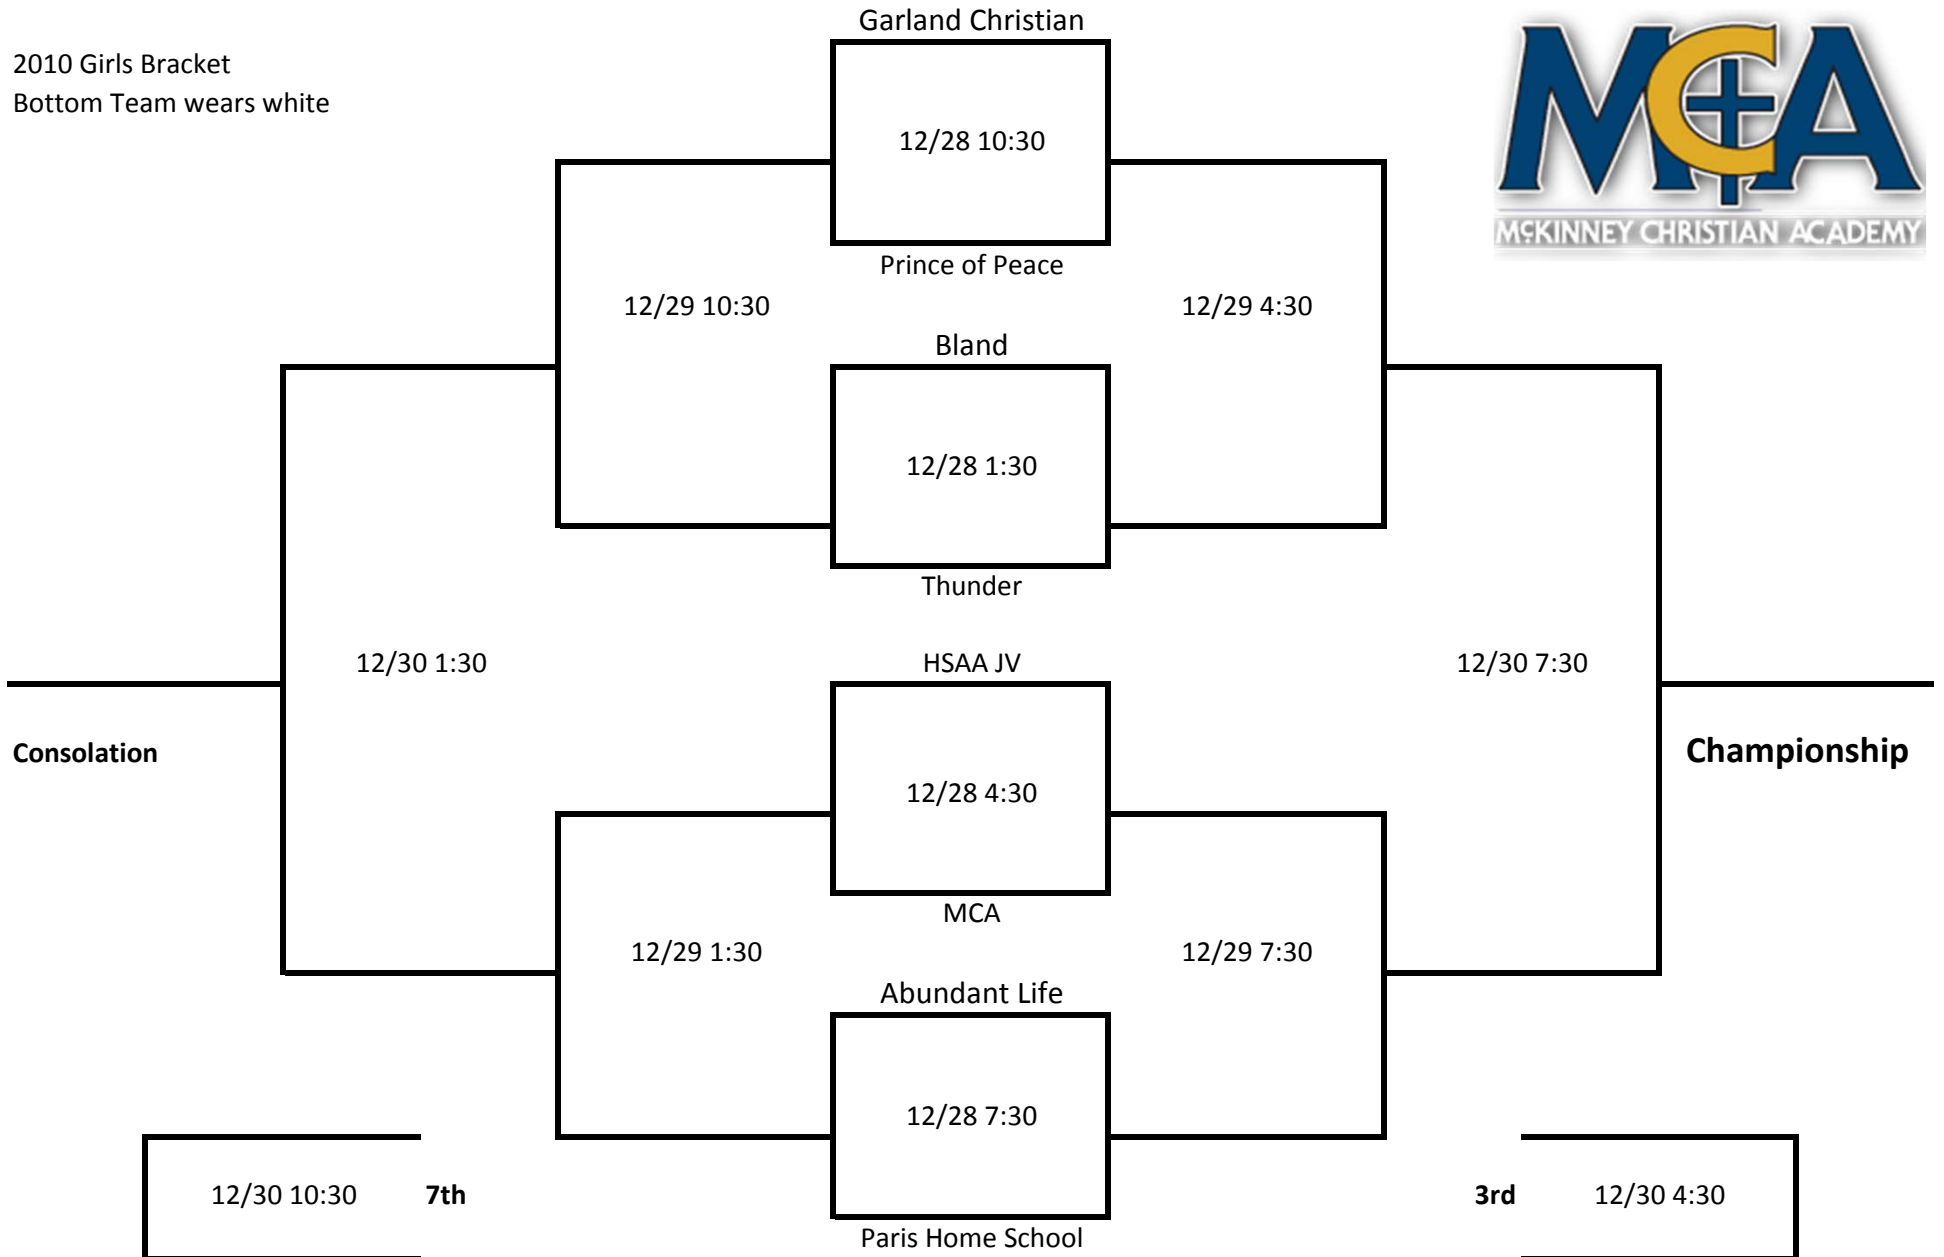 Garland Christian
2010 Girls Bracket
Bottom Team wears white
MCA
McKINNEY CHRISTIAN ACADEMY
12/28 10:30
Prince of Peace
12/29 10:30
12/29 4:30
Bland
12/28 1:30
Thunder
12/30 1:30
HSAA JV
12/30 7:30
Consolation
Championship
12/28 4:30
MCA
12/29 1:30
12/29 7:30
Abundant Life
12/28 7:30
12/30 10:30
7th
3rd
12/30 4:30
Paris Home School